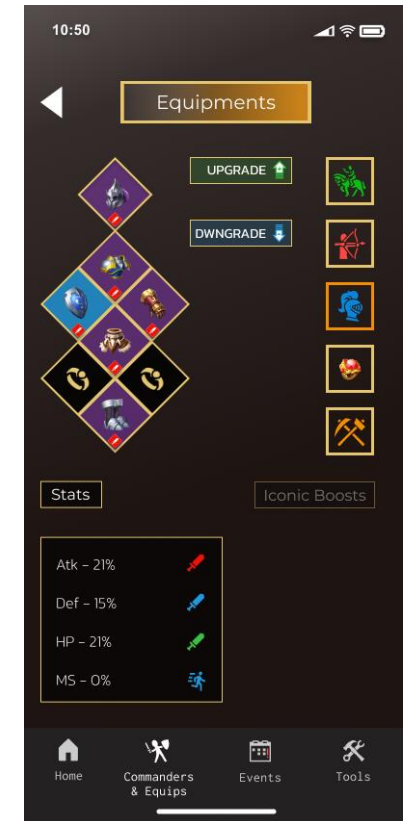 10:50
Equipments
UPGRADE
DWNGRADE
Stats
Iconic Boosts
Atk - 21%
Def - 15%
HP - 21%
MS - 0%
Home
Commanders
& Equips
Events
Tools